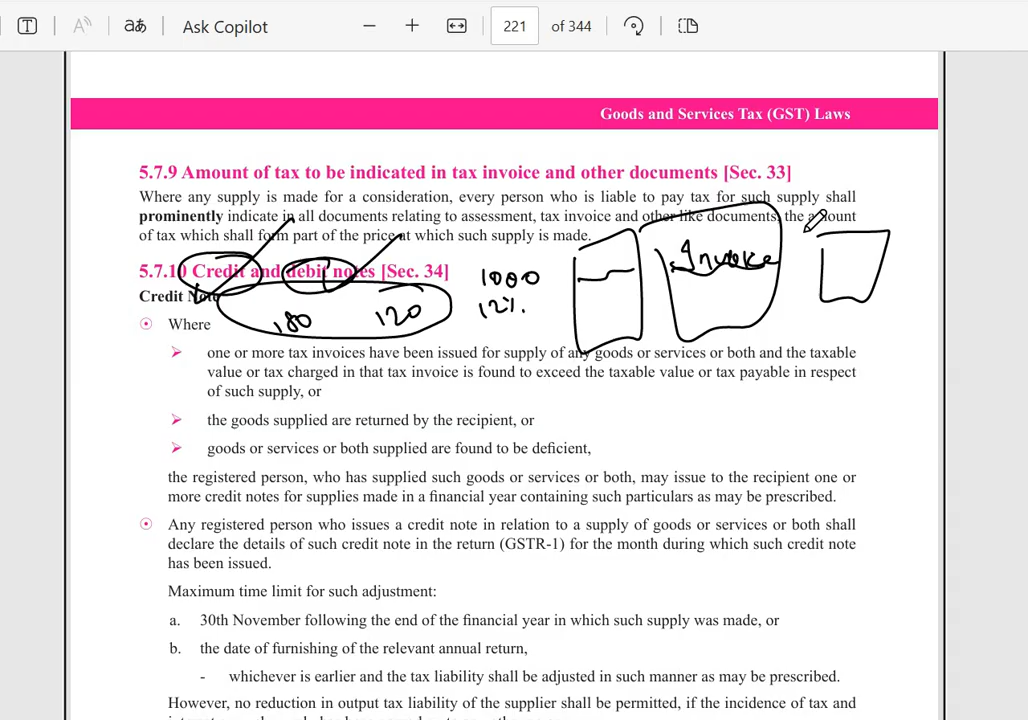 Ask Copilot
221 of 344
Goods and Services Tax (GST) Laws
5.7.9 Amount of tax to be indicated in tax invoice and other documents [Sec. 33]
Where any supply is made for a consideration, every person who is liable to pay tax for such supply shall
prominently indicate in all documents relating to assessment, tax invoice and other like documents, the amount
of tax which shall form part of the price at which such supply is made.
5.7.10 Credit and debit notes [Sec. 34]
Credit Note
180 120
1000
12%
Invoice
Where
one or more tax invoices have been issued for supply of any goods or services or both and the taxable
value or tax charged in that tax invoice is found to exceed the taxable value or tax payable in respect
of such supply, or
the goods supplied are returned by the recipient, or
goods or services or both supplied are found to be deficient,
the registered person, who has supplied such goods or services or both, may issue to the recipient one or
more credit notes for supplies made in a financial year containing such particulars as may be prescribed.
Any registered person who issues a credit note in relation to a supply of goods or services or both shall
declare the details of such credit note in the return (GSTR-1) for the month during which such credit note
has been issued.
Maximum time limit for such adjustment:
a. 30th November following the end of the financial year in which such supply was made, or
b. the date of furnishing of the relevant annual return,
- whichever is earlier and the tax liability shall be adjusted in such manner as may be prescribed.
However, no reduction in output tax liability of the supplier shall be permitted, if the incidence of tax and